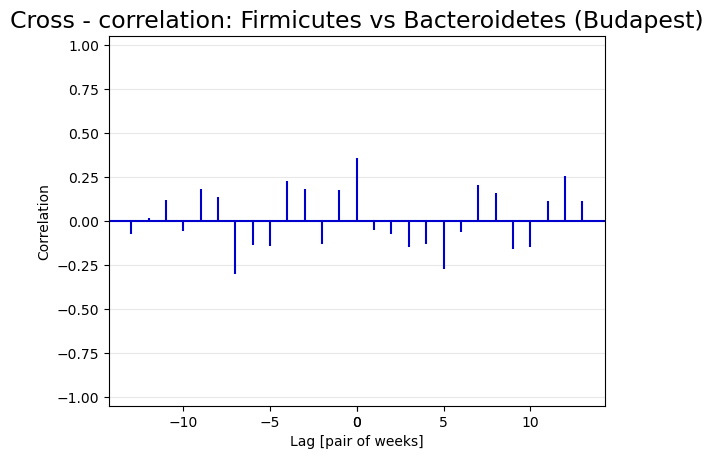 Cross - correlation: Firmicutes vs Bacteroidetes (Budapest)
1.00
0.75
0.50
0.25
0.00
−0.25
−0.50
−0.75
−1.00
Correlation
−10 −5 0 5 10
Lag [pair of weeks]